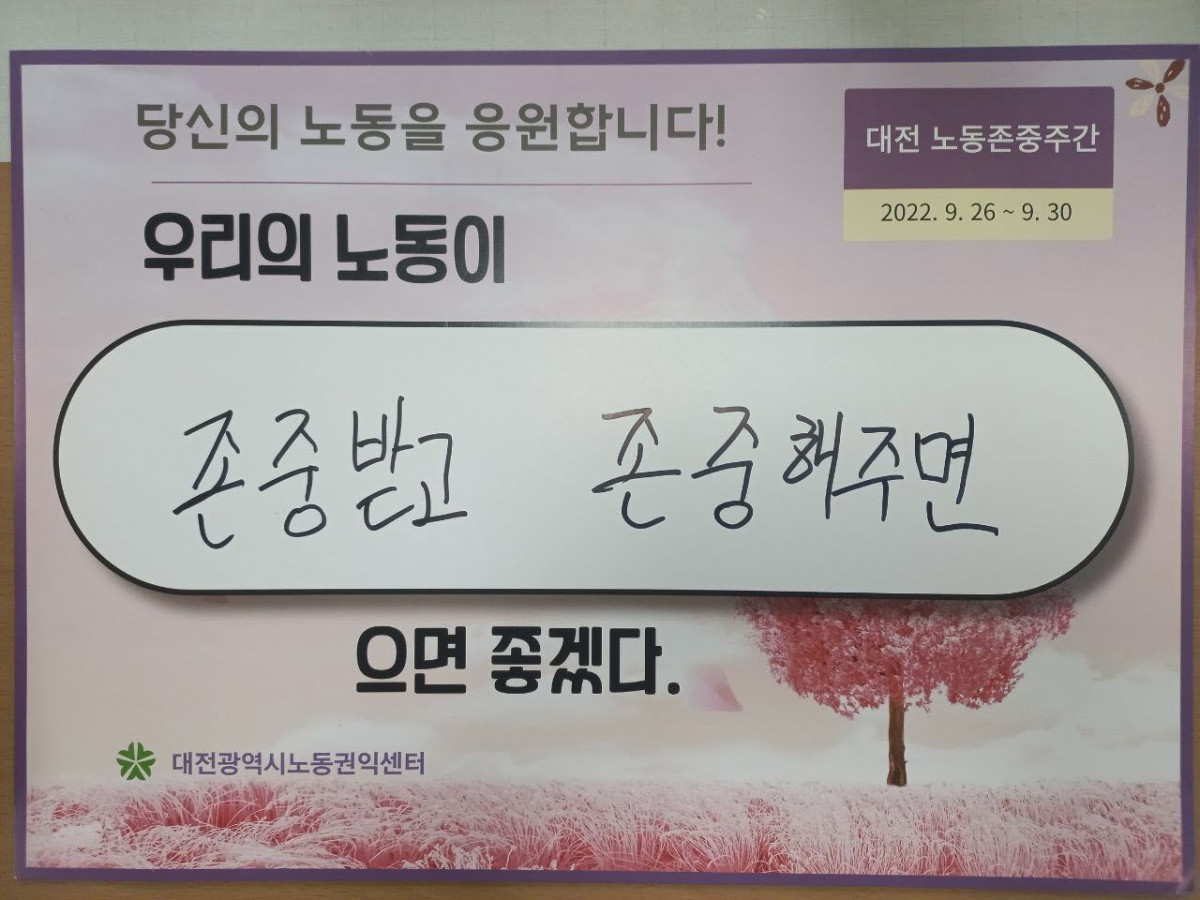 당신의 노동을 응원합니다!
대전 노동존중주간
2022. 9. 26 ~ 9. 30
우리의 노동이
존중받고 존중해주면
으면 좋겠다.
대전광역시노동권익센터